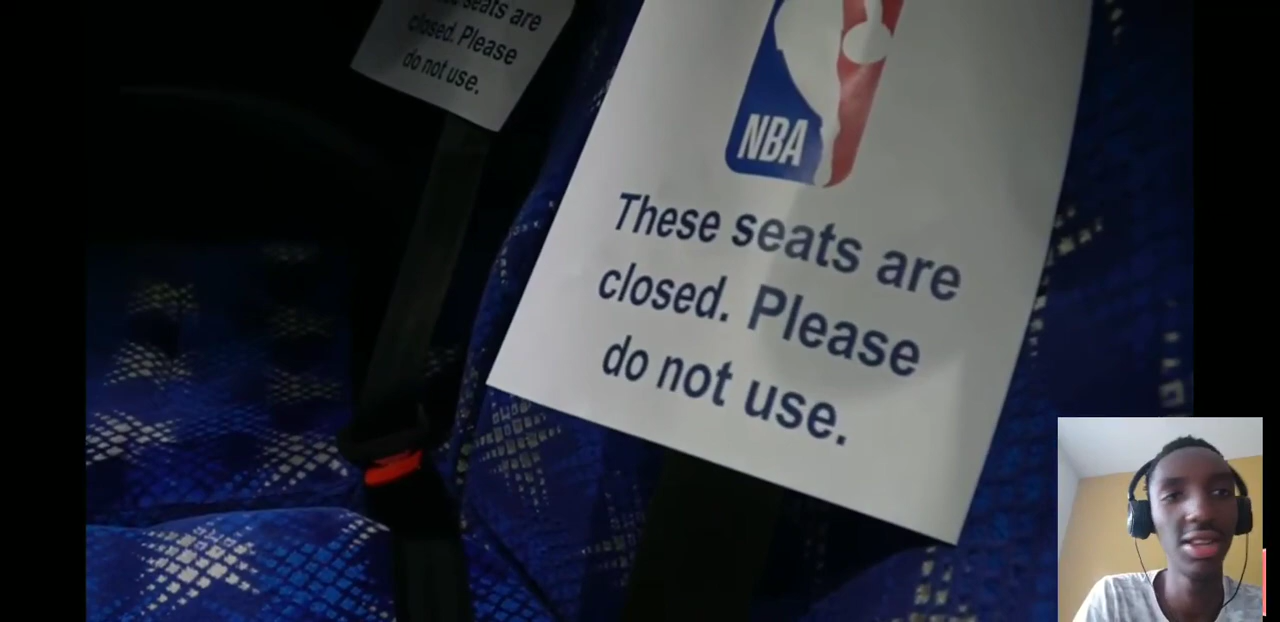 seats are
closed. Please
do not use.
NBA
These seats are
closed. Please
do not use.